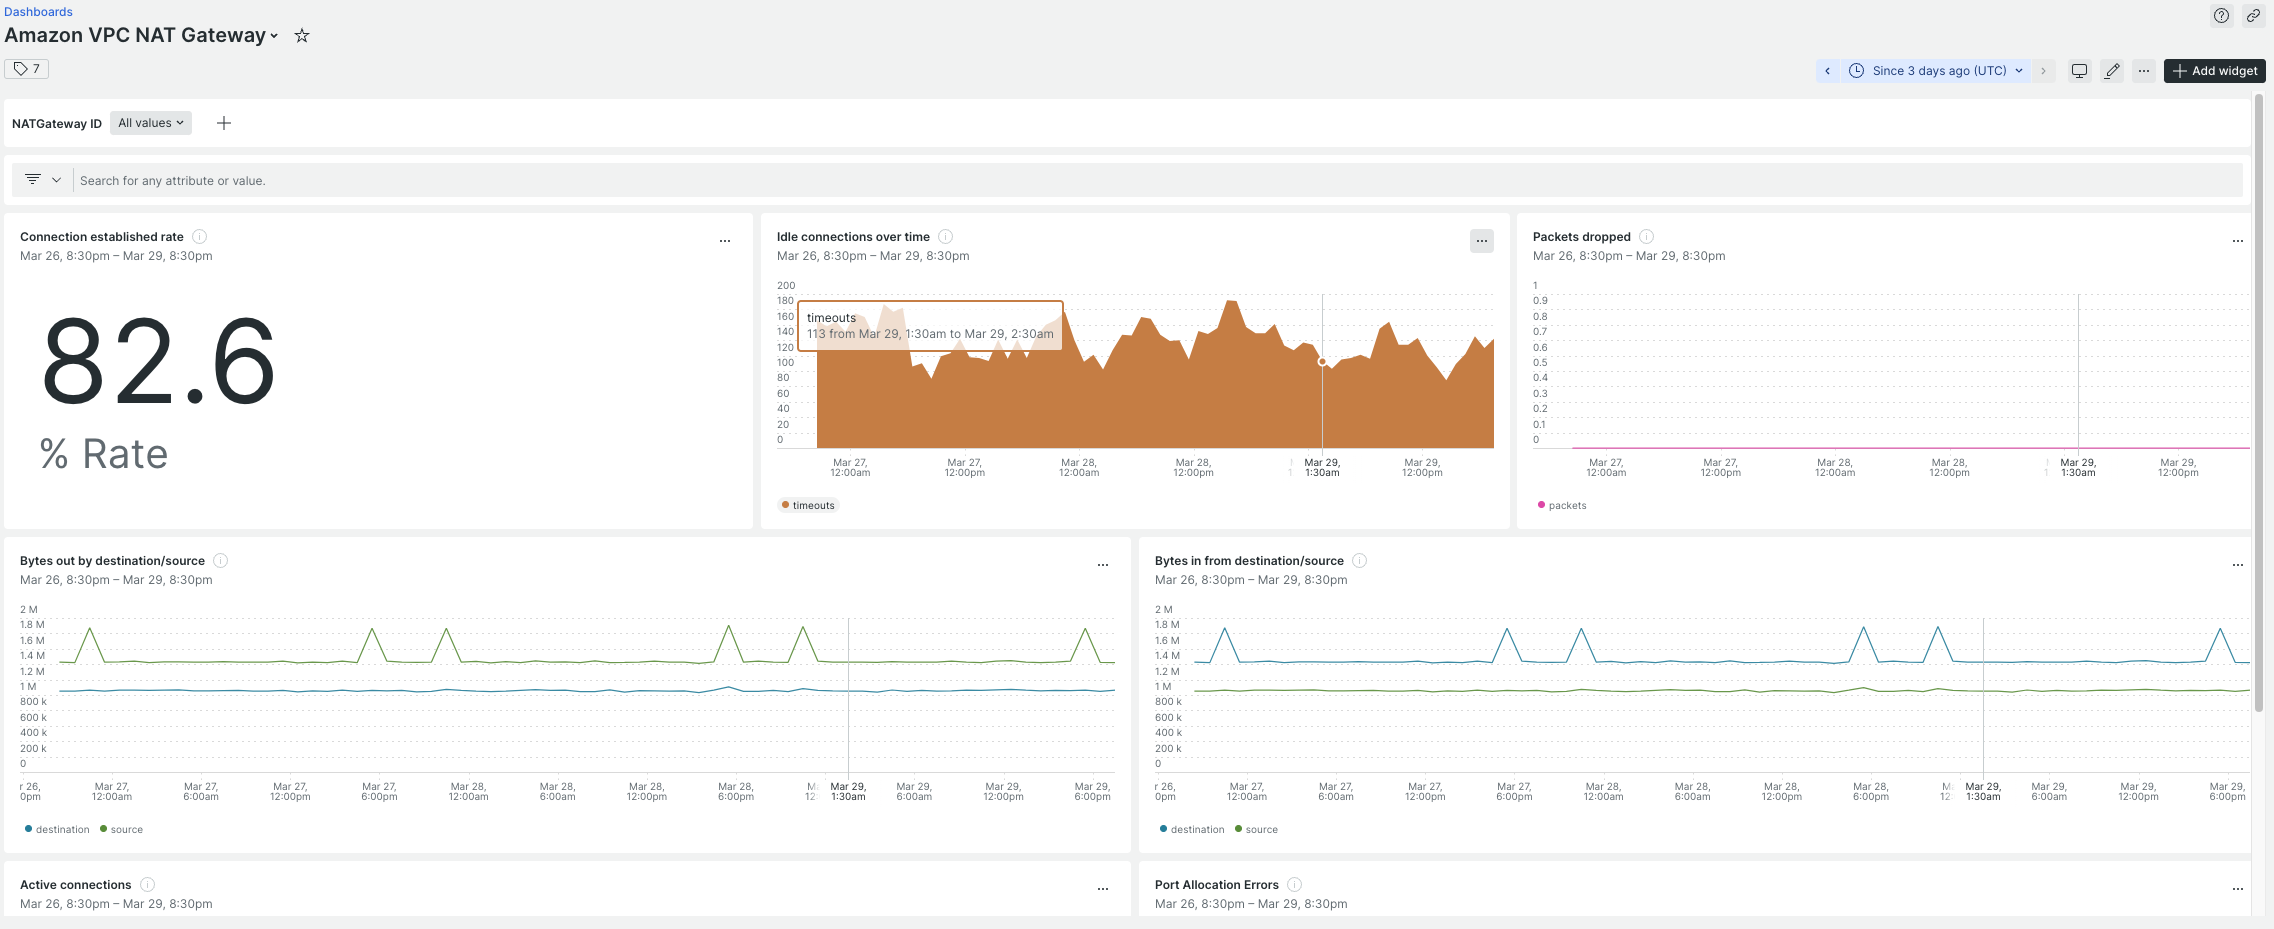 Dashboards
Amazon VPC NAT Gateway
7
Since 3 days ago (UTC)
Add widget
NATGateway ID
All values
Search for any attribute or value.
Connection established rate
Mar 26, 8:30pm – Mar 29, 8:30pm
82.6
% Rate
Idle connections over time
Mar 26, 8:30pm – Mar 29, 8:30pm
200
180
160
140
120
100
80
60
40
20
0
timeouts
113 from Mar 29, 1:30am to Mar 29, 2:30am
Mar 27,
12:00am
Mar 27,
12:00pm
Mar 28,
12:00am
Mar 28,
12:00pm
Mar 29,
1:30am
Mar 29,
12:00pm
timeouts
Packets dropped
Mar 26, 8:30pm – Mar 29, 8:30pm
1
0.9
0.8
0.7
0.6
0.5
0.4
0.3
0.2
0.1
0
Mar 27,
12:00am
Mar 27,
12:00pm
Mar 28,
12:00am
Mar 28,
12:00pm
Mar 29,
1:30am
Mar 29,
12:00pm
packets
Bytes out by destination/source
Mar 26, 8:30pm – Mar 29, 8:30pm
2 M
1.8 M
1.6 M
1.4 M
1.2 M
1 M
800 k
600 k
400 k
200 k
0
r 26,
0pm
Mar 27,
12:00am
Mar 27,
6:00am
Mar 27,
12:00pm
Mar 27,
6:00pm
Mar 28,
12:00am
Mar 28,
6:00am
Mar 28,
12:00pm
Mar 28,
6:00pm
Mar 29,
1:30am
Mar 29,
6:00am
Mar 29,
12:00pm
Mar 29,
6:00pm
destination
source
Bytes in from destination/source
Mar 26, 8:30pm – Mar 29, 8:30pm
2 M
1.8 M
1.6 M
1.4 M
1.2 M
1 M
800 k
600 k
400 k
200 k
0
r 26,
0pm
Mar 27,
12:00am
Mar 27,
6:00am
Mar 27,
12:00pm
Mar 27,
6:00pm
Mar 28,
12:00am
Mar 28,
6:00am
Mar 28,
12:00pm
Mar 28,
6:00pm
Mar 29,
1:30am
Mar 29,
6:00am
Mar 29,
12:00pm
Mar 29,
6:00pm
destination
source
Active connections
Mar 26, 8:30pm – Mar 29, 8:30pm
Port Allocation Errors
Mar 26, 8:30pm – Mar 29, 8:30pm